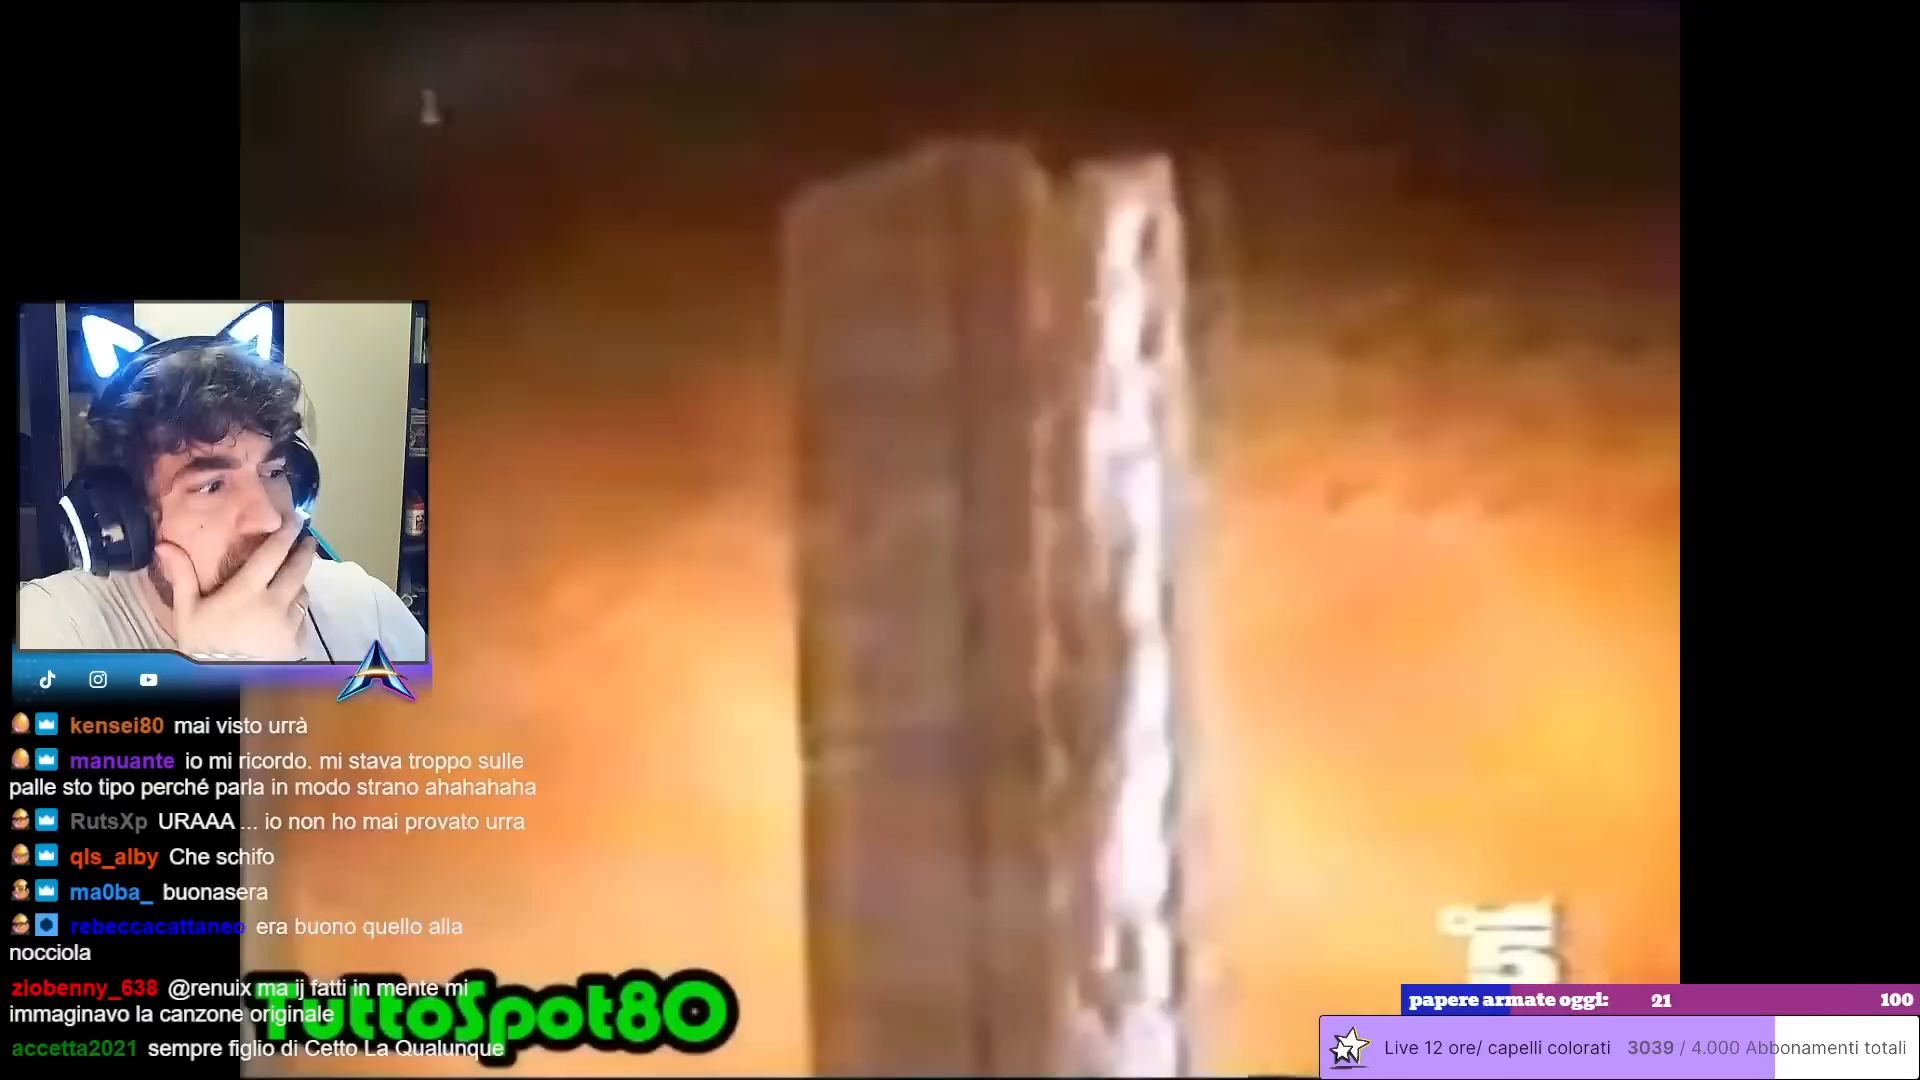 kensei80 mai visto urrà
manuante io mi ricordo. mi stava troppo sulle
palle sto tipo perché parla in modo strano ahahahaha
RutsXp URAAA ... io non ho mai provato urra
qls_alby Che schifo
ma0ba_ buonasera
rebeccacattaneo era buono quello alla
nocciola
zlobenny_638 @renuix ma ij fatti in mente mi
immaginavo la canzone originale
accetta2021 sempre figlio di Cetto La Qualunque
TuttoSpot80
5
papere armate oggi: 21 100
Live 12 ore/ capelli colorati 3039 / 4.000 Abbonamenti totali